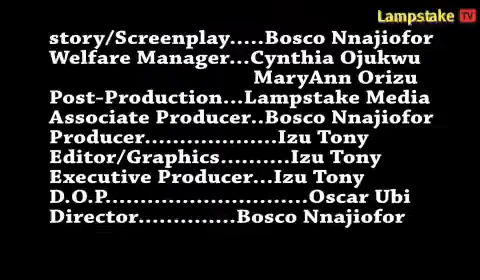 Lampstake TV
story/Screenplay.....Bosco Nnajiofor
Welfare Manager...Cynthia Ojukwu
MaryAnn Orizu
Post-Production...Lampstake Media
Associate Producer..Bosco Nnajiofor
Producer...................Izu Tony
Editor/Graphics..........Izu Tony
Executive Producer...Izu Tony
D.O.P.............................Oscar Ubi
Director..............Bosco Nnajiofor